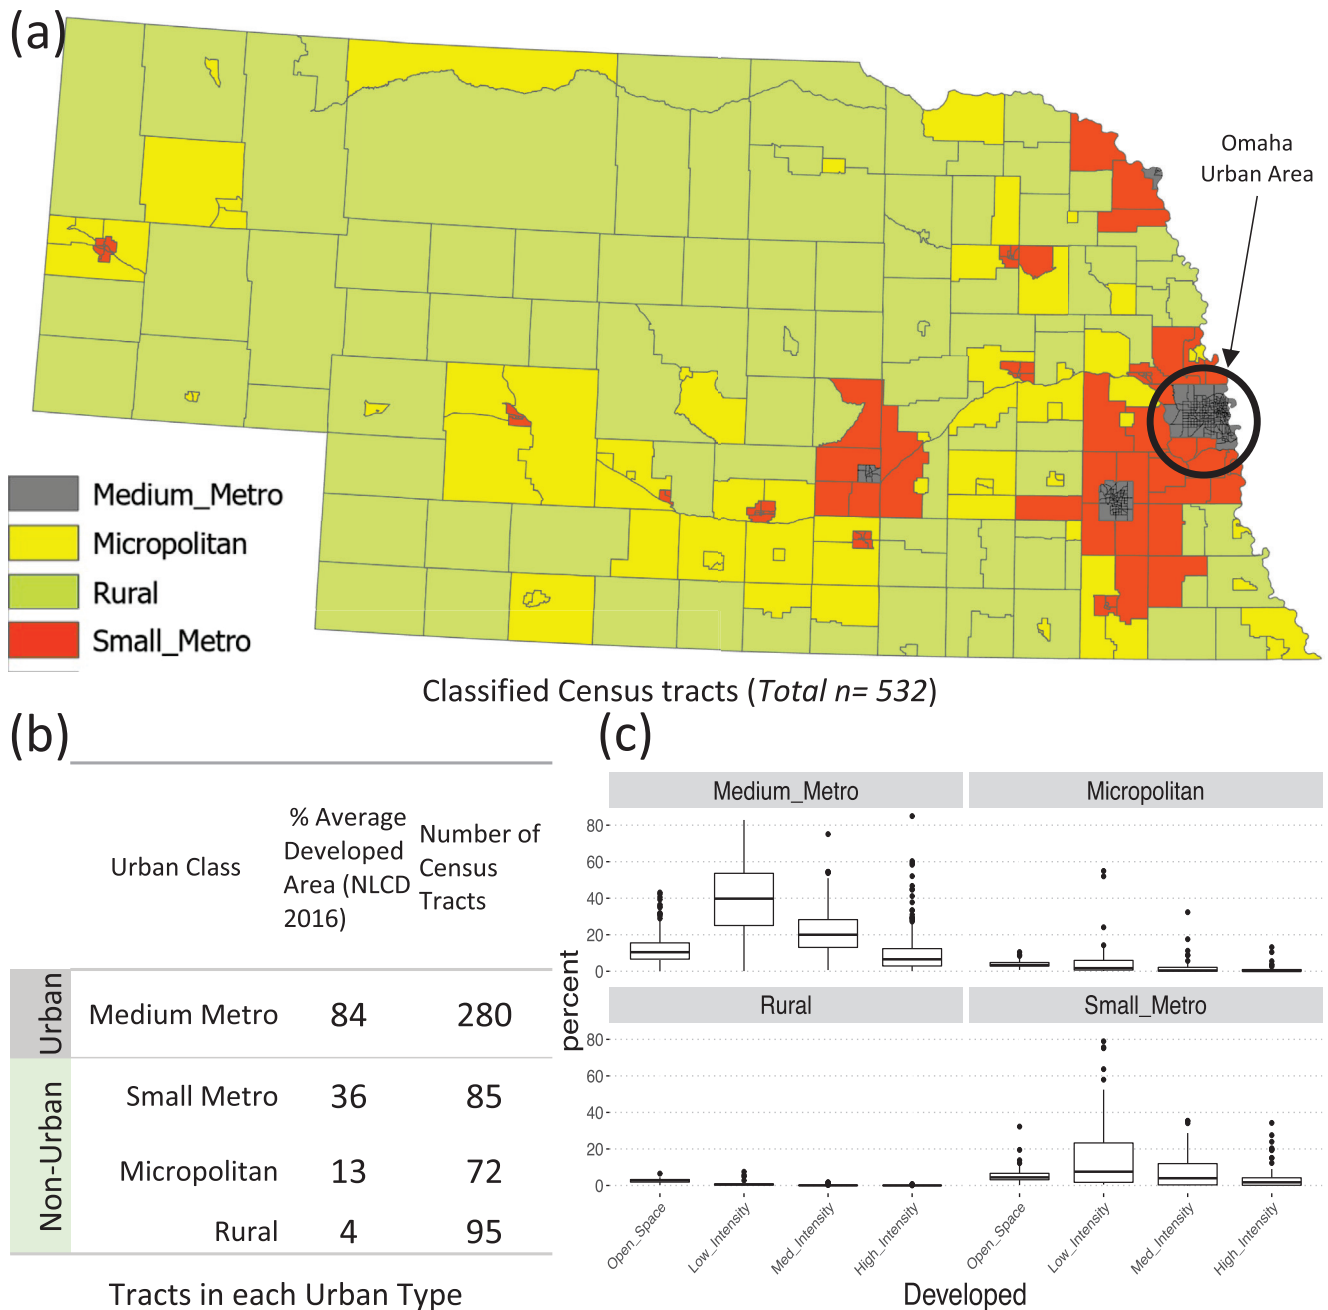 (a)
Omaha
Urban Area
Medium_Metro
Micropolitan
Rural
Small_Metro
Classified Census tracts (Total n= 532)
(b)
Urban Class
% Average
Developed
Area (NLCD
2016)
Number of
Census
Tracts
Urban
Medium Metro 84 280
Non-Urban
Small Metro 36 85
Micropolitan 13 72
Rural 4 95
Tracts in each Urban Type
(c)
Medium_Metro
Micropolitan
80
60
40
20
0
percent
Rural
Small_Metro
80
60
40
20
0
Open_Space
Low_Intensity
Med_Intensity
High_Intensity
Open_Space
Low_Intensity
Med_Intensity
High_Intensity
Developed